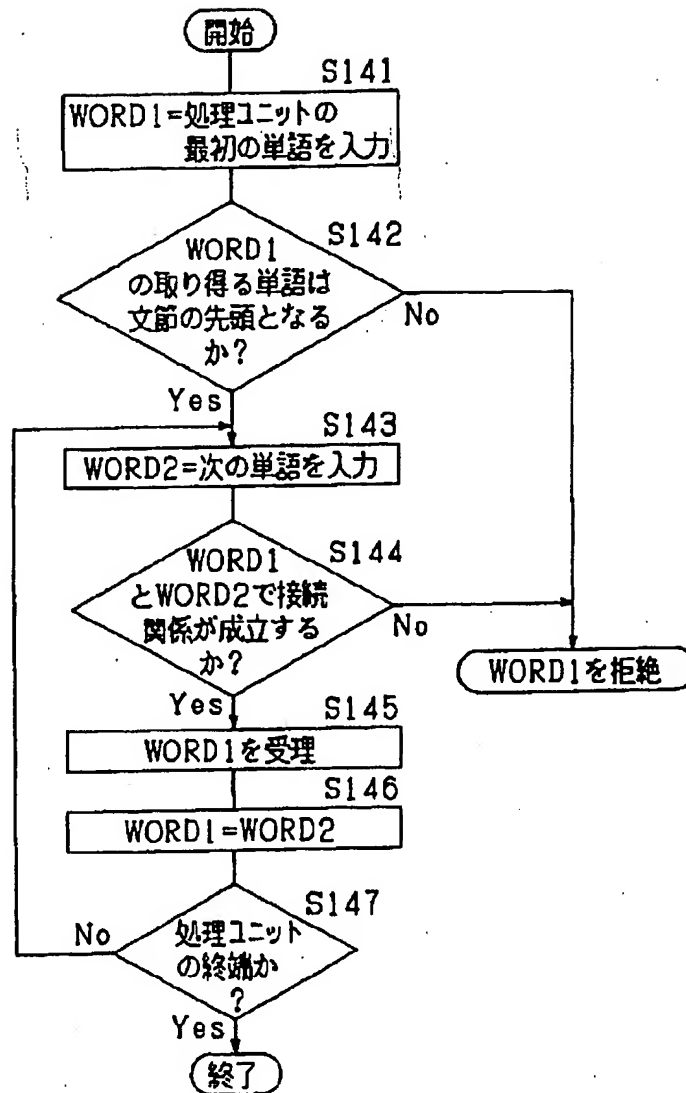 開始
S141
WORD1=処理ユニットの
最初の単語を入力
S142
WORD1
の取り得る単語は
文節の先頭となる
か?
No
Yes
S143
WORD2=次の単語を入力
S144
WORD1
とWORD2で接続
関係が成立する
か?
No
WORD1を拒絶
Yes
S145
WORD1を受理
S146
WORD1=WORD2
S147
No
処理ユニット
の終端か
?
Yes
終了